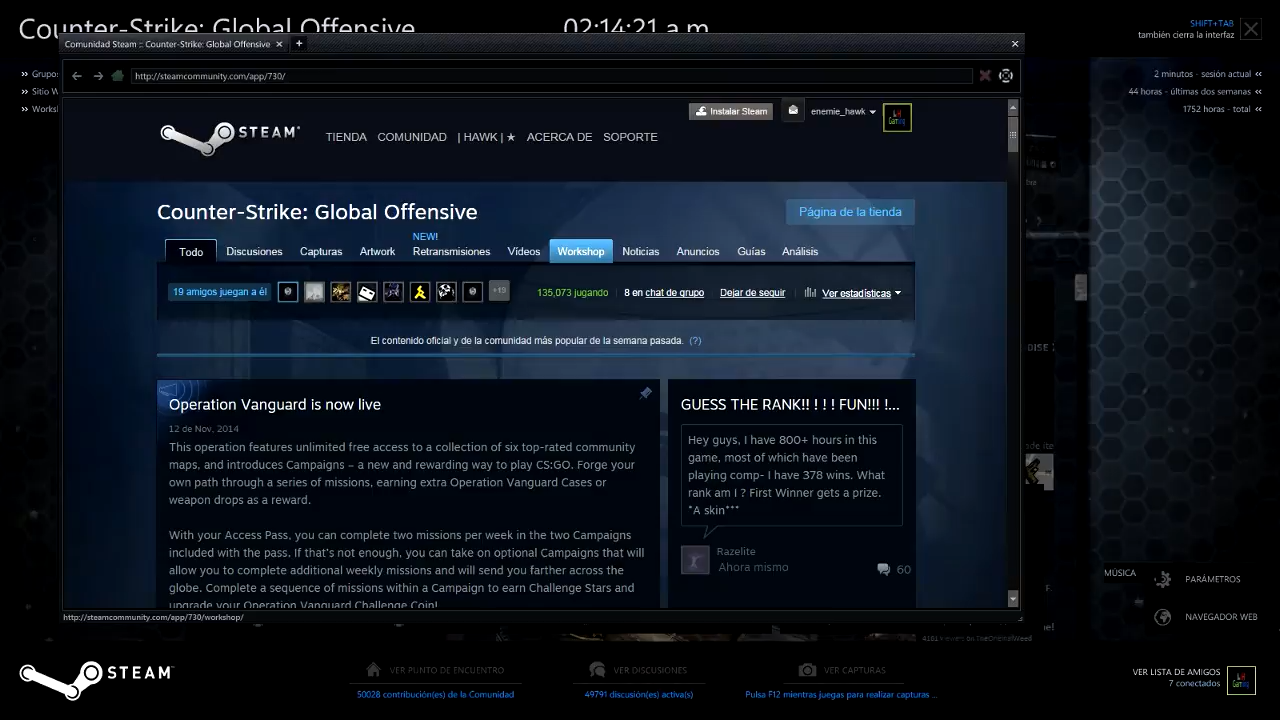 Counter-Strike: Global Offensive
02:14:21 a.m.
SHIFT+TAB
también cierra la interfaz
Comunidad Steam :: Counter-Strike: Global Offensive
http://steamcommunity.com/app/730/
2 minutos - sesión actual
44 horas - últimas dos semanas
1752 horas - total
Instalar Steam
enemie_hawk
STEAM
TIENDA COMUNIDAD | HAWK | ★ ACERCA DE SOPORTE
Counter-Strike: Global Offensive
Página de la tienda
NEW!
Todo Discusiones Capturas Artwork Retransmisiones Vídeos Workshop Noticias Anuncios Guías Análisis
19 amigos juegan a él +19 135,073 jugando 8 en chat de grupo Dejar de seguir Ver estadísticas
El contenido oficial y de la comunidad más popular de la semana pasada. (?)
Operation Vanguard is now live
12 de Nov, 2014
This operation features unlimited free access to a collection of six top-rated community
maps, and introduces Campaigns – a new and rewarding way to play CS:GO. Forge your
own path through a series of missions, earning extra Operation Vanguard Cases or
weapon drops as a reward.
With your Access Pass, you can complete two missions per week in the two Campaigns
included with the pass. If that's not enough, you can take on optional Campaigns that will
allow you to complete additional weekly missions and will send you farther across the
globe. Complete a sequence of missions within a Campaign to earn Challenge Stars and
upgrade your Operation Vanguard Challenge Coin!
GUESS THE RANK!! ! ! ! FUN!!! !...
Hey guys, I have 800+ hours in this
game, most of which have been
playing comp- I have 378 wins. What
rank am I ? First Winner gets a prize.
*A skin***
Razelite
Ahora mismo
60
http://steamcommunity.com/app/730/workshop/
MÚSICA
PARÁMETROS
NAVEGADOR WEB
STEAM
VER PUNTO DE ENCUENTRO
50028 contribución(es) de la Comunidad
VER DISCUSIONES
49791 discusión(es) activa(s)
VER CAPTURAS
Pulsa F12 mientras juegas para realizar capturas ...
VER LISTA DE AMIGOS
7 conectados